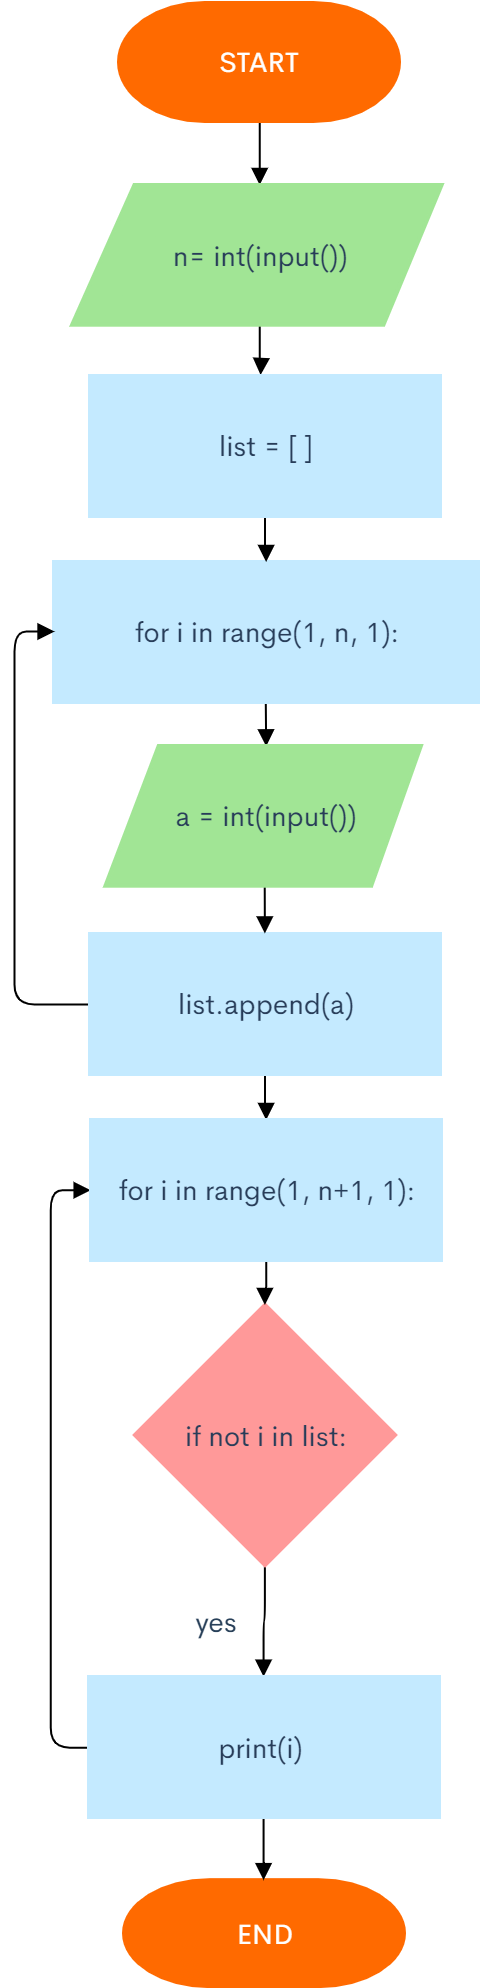 START
n= int(input())
list = [ ]
for i in range(1, n, 1):
a = int(input())
list.append(a)
for i in range(1, n+1, 1):
if not i in list:
yes
print(i)
END